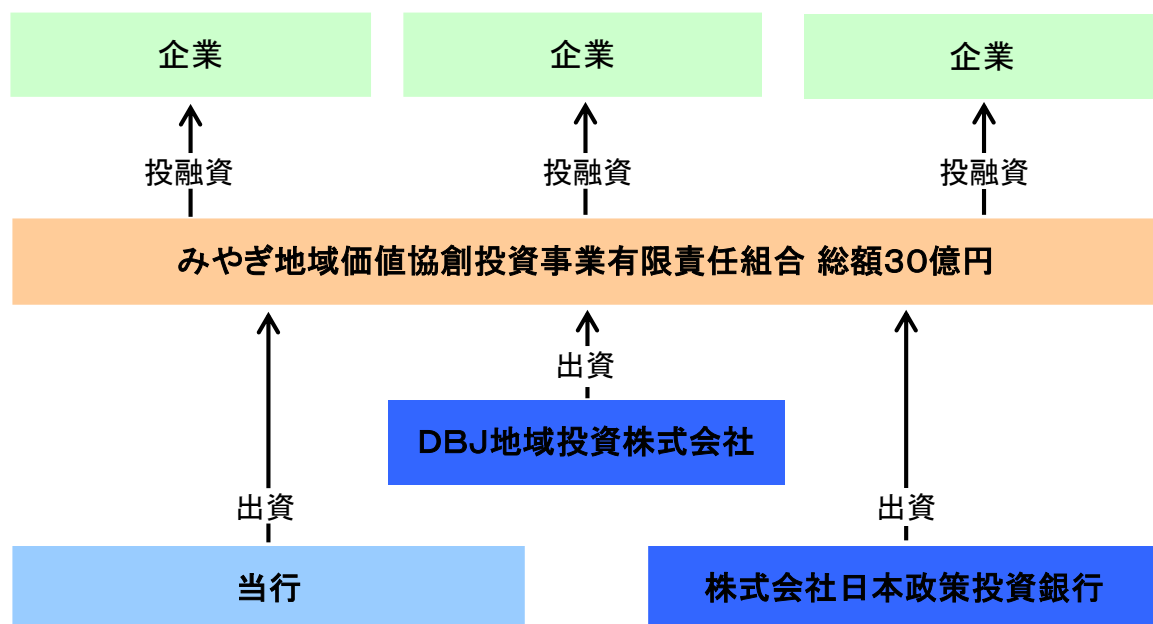 企業
企業
企業
投融資
投融資
投融資
みやぎ地域価値協創投資事業有限責任組合 総額30億円
出資
DBJ地域投資株式会社
出資
出資
当行
株式会社日本政策投資銀行